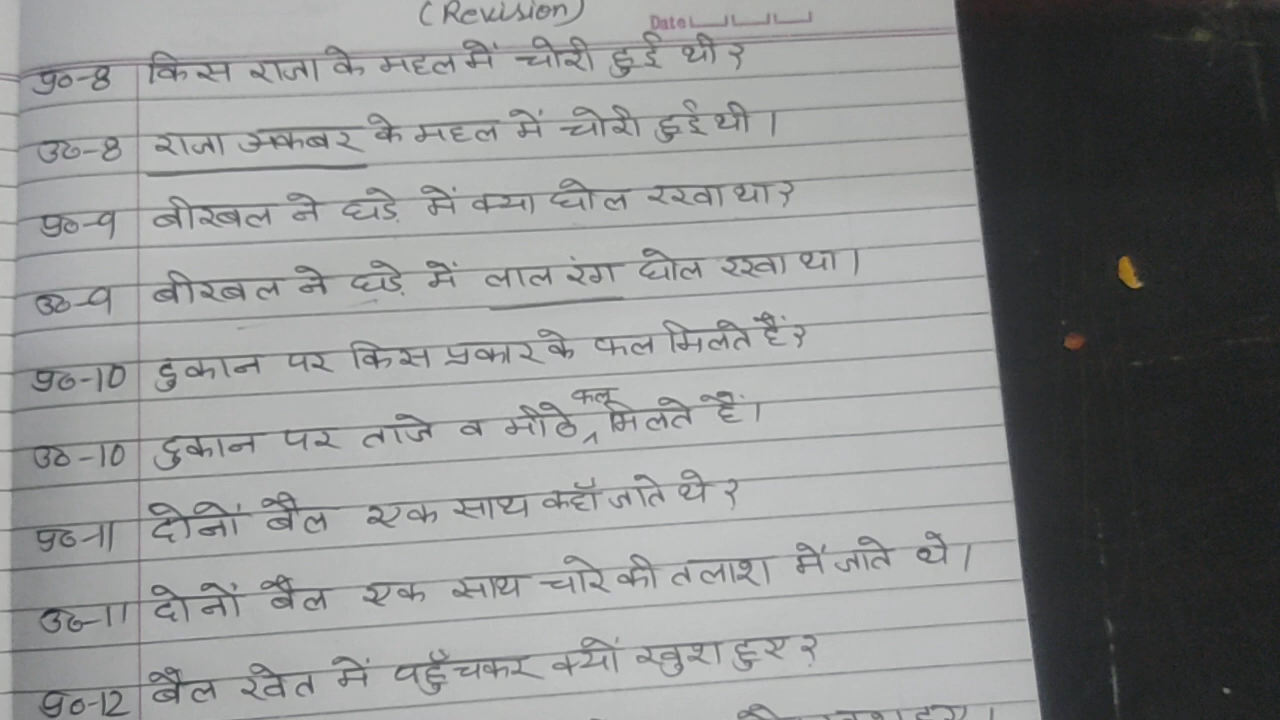 (Revision)
Date
प्र०-8 किस राजा के महल में चोरी हुई थी?
उ०-8 राजा अकबर के महल में चोरी हुई थी।
प्र०-9 बीरबल ने घड़े में क्या घोल रखा था?
उ०-9 बीरबल ने घड़े में लाल रंग घोल रखा था।
प्र०-10 दुकान पर किस प्रकार के फल मिलते हैं?
उ०-10 दुकान पर ताजे व मीठे फल मिलते हैं।
प्र०-11 दोनों बैल एक साथ कहाँ जाते थे?
उ०-11 दोनों बैल एक साथ चारे की तलाश में जाते थे।
प्र०-12 बैल खेत में पहुँचकर क्यों खुश हुए?